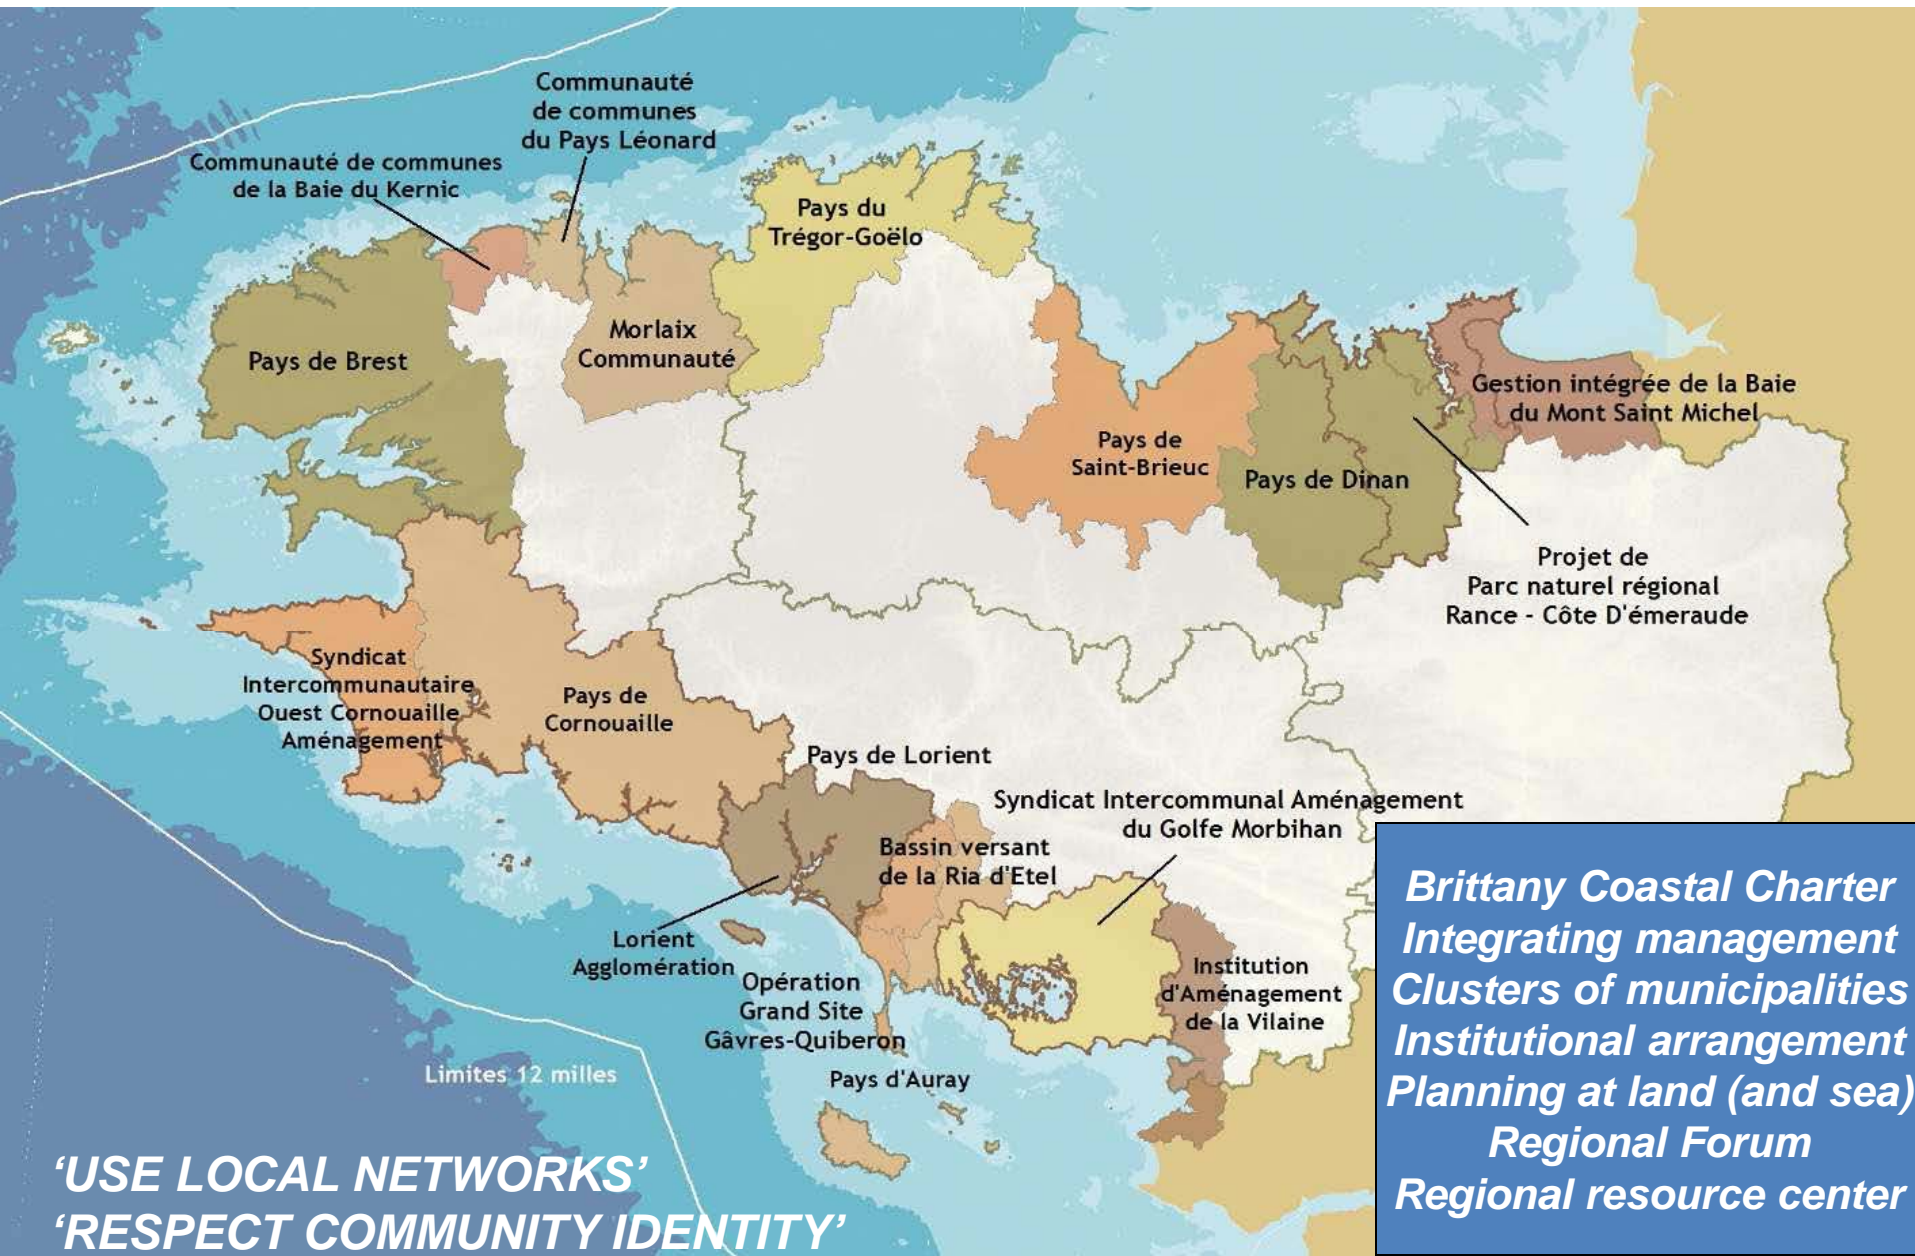 Communauté
de communes
du Pays Léonard
Communauté de communes
de la Baie du Kernic
Pays du
Trégor-Goëlo
Pays de Brest
Morlaix
Communauté
Gestion intégrée de la Baie
du Mont Saint Michel
Pays de
Saint-Brieuc
Pays de Dinan
Projet de
Parc naturel régional
Rance - Côte D'émeraude
Syndicat
Intercommunautaire
Ouest Cornouaille
Aménagement
Pays de
Cornouaille
Pays de Lorient
Syndicat Intercommunal Aménagement
du Golfe Morbihan
Bassin versant
de la Ria d'Etel
Lorient
Agglomération
Opération
Grand Site
Gâvres-Quiberon
Institution
d'Aménagement
de la Vilaine
Pays d'Auray
Limites 12 milles
‘USE LOCAL NETWORKS’
‘RESPECT COMMUNITY IDENTITY’
Brittany Coastal Charter
Integrating management
Clusters of municipalities
Institutional arrangement
Planning at land (and sea)
Regional Forum
Regional resource center